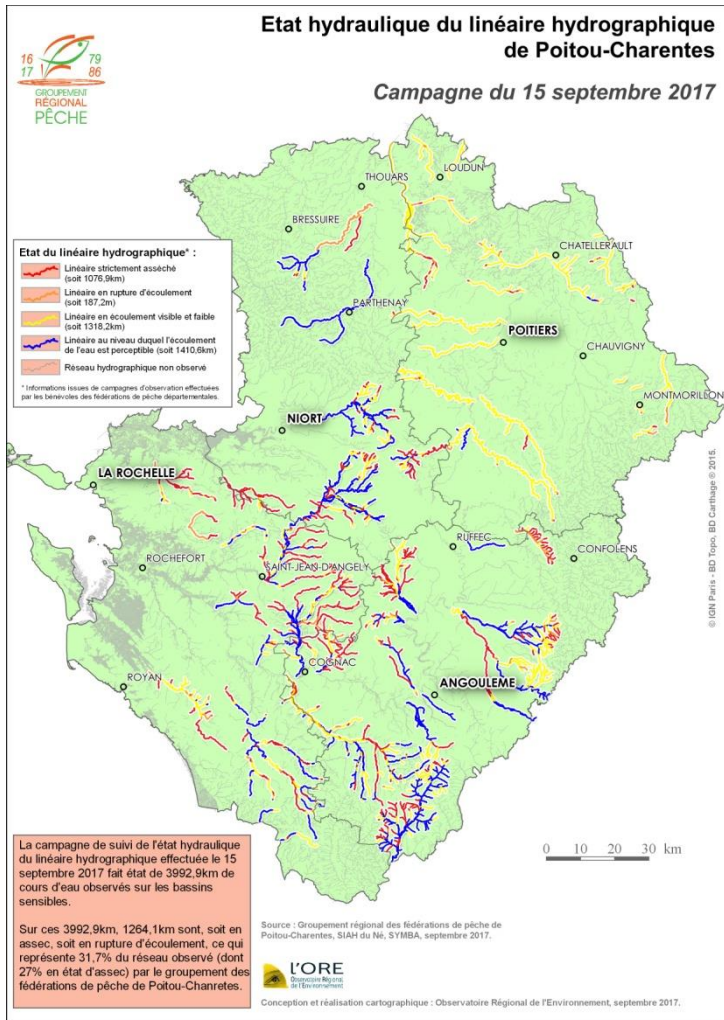 Etat hydraulique du linéaire hydrographique
de Poitou-Charentes
Campagne du 15 septembre 2017
16 79
17 86
GROUPEMENT
RÉGIONAL
PÊCHE
LOUDUN
THOUARS
BRESSUIRE
CHATELLERAULT
PARTHENAY
POITIERS
CHAUVIGNY
MONTMORILLON
NIORT
LA ROCHELLE
RUFFEC
CONFOLENS
ROCHEFORT
SAINT-JEAN-D'ANGELY
COGNAC
ROYAN
ANGOULEME
Etat du linéaire hydrographique* :
Linéaire strictement asséché
(soit 1076,9km)
Linéaire en rupture d'écoulement
(soit 187,2m)
Linéaire en écoulement visible et faible
(soit 1318,2km)
Linéaire au niveau duquel l'écoulement
de l'eau est perceptible (soit 1410,6km)
Réseau hydrographique non observé
* Informations issues de campagnes d'observation effectuées
par les bénévoles des fédérations de pêche départementales.
© IGN Paris - BD Topo, BD Carthage © 2015.
La campagne de suivi de l'état hydraulique
du linéaire hydrographique effectuée le 15
septembre 2017 fait état de 3992,9km de
cours d'eau observés sur les bassins
sensibles.
Sur ces 3992,9km, 1264,1km sont, soit en
assec, soit en rupture d'écoulement, ce qui
représente 31,7% du réseau observé (dont
27% en état d'assec) par le groupement des
fédérations de pêche de Poitou-Chanretes.
0 10 20 30 km
Source : Groupement régional des fédérations de pêche de
Poitou-Charentes, SIAH du Né, SYMBA, septembre 2017.
L'ORE
Observatoire Régional
de l'Environnement
Conception et réalisation cartographique : Observatoire Régional de l'Environnement, septembre 2017.